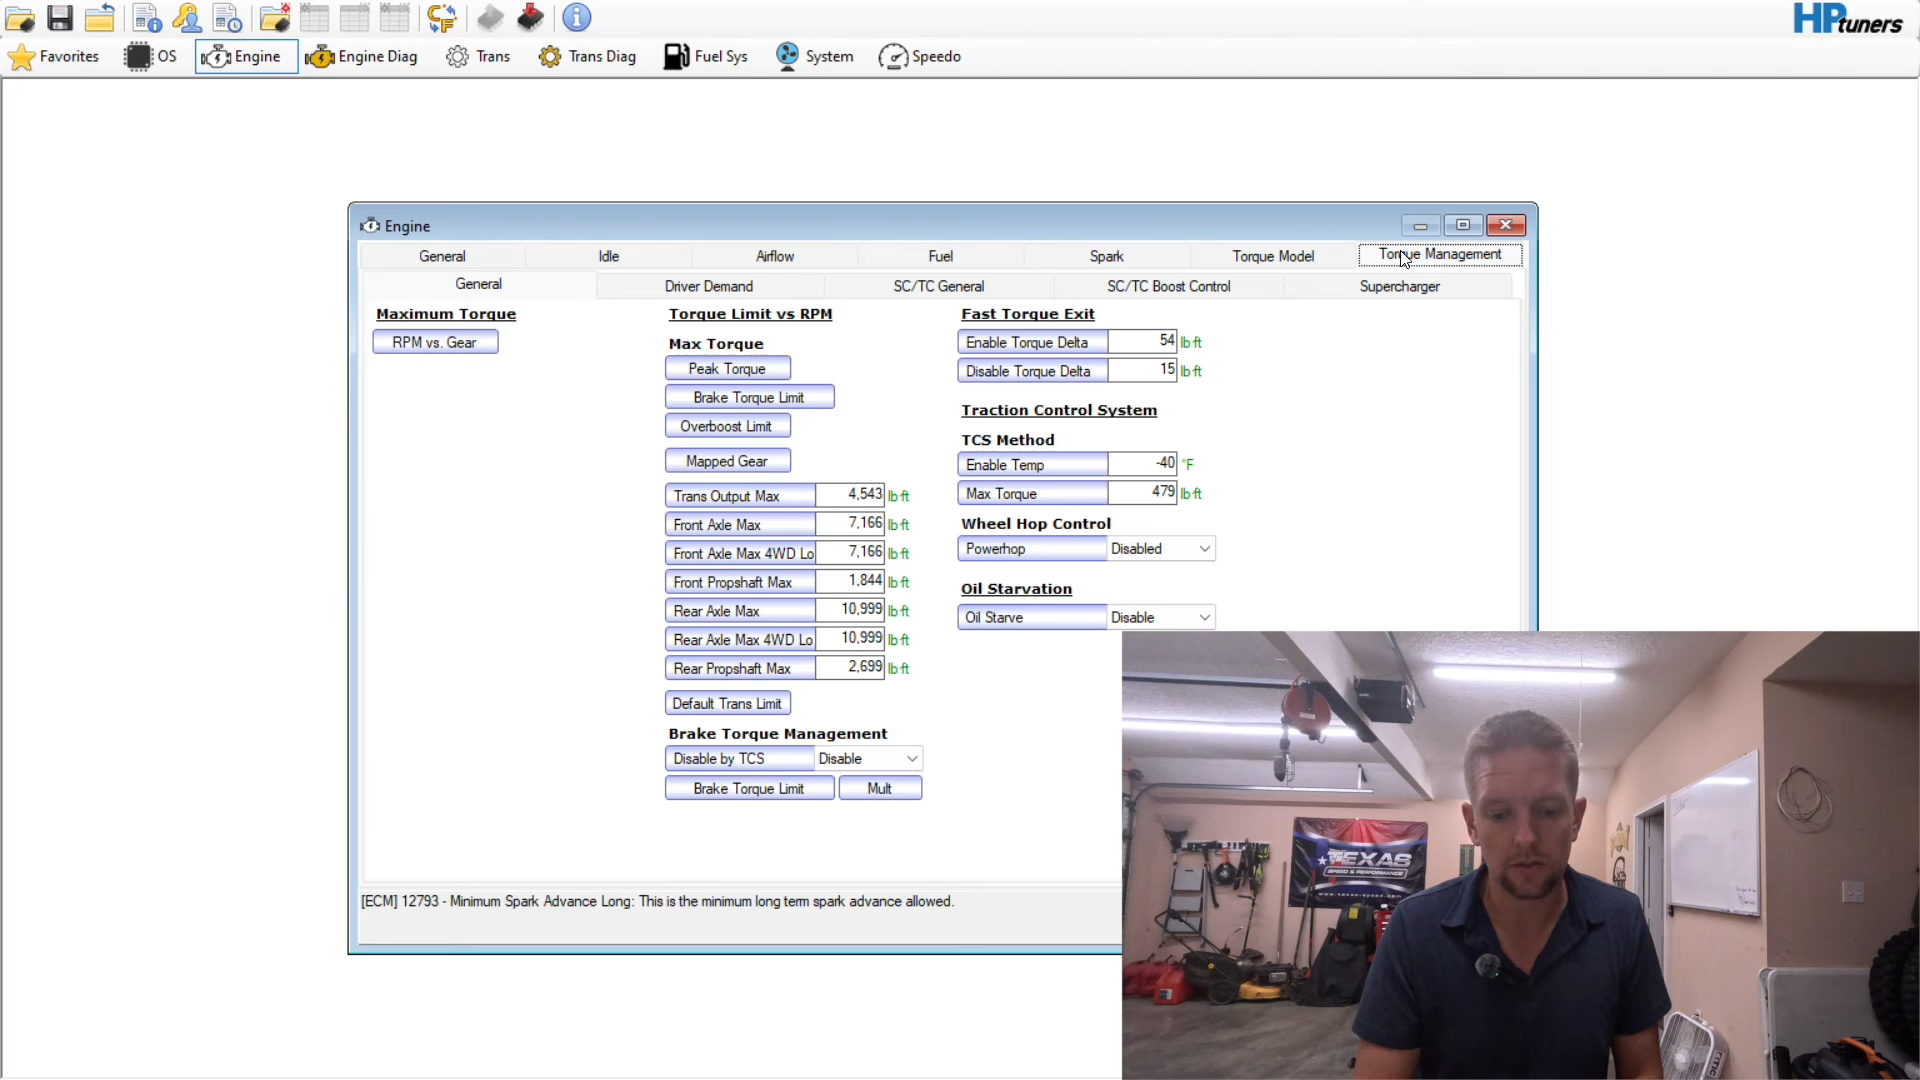 HPtuners
Favorites OS Engine Engine Diag Trans Trans Diag Fuel Sys System Speedo
Engine
General Idle Airflow Fuel Spark Torque Model Torque Management
General Driver Demand SC/TC General SC/TC Boost Control Supercharger
Maximum Torque
RPM vs. Gear
Torque Limit vs RPM
Max Torque
Peak Torque
Brake Torque Limit
Overboost Limit
Mapped Gear
Trans Output Max 4,543 lb·ft
Front Axle Max 7,166 lb·ft
Front Axle Max 4WD Lo 7,166 lb·ft
Front Propshaft Max 1,844 lb·ft
Rear Axle Max 10,999 lb·ft
Rear Axle Max 4WD Lo 10,999 lb·ft
Rear Propshaft Max 2,699 lb·ft
Default Trans Limit
Brake Torque Management
Disable by TCS Disable
Brake Torque Limit Mult
Fast Torque Exit
Enable Torque Delta 54 lb·ft
Disable Torque Delta 15 lb·ft
Traction Control System
TCS Method
Enable Temp -40 °F
Max Torque 479 lb·ft
Wheel Hop Control
Powerhop Disabled
Oil Starvation
Oil Starve Disable
[ECM] 12793 - Minimum Spark Advance Long: This is the minimum long term spark advance allowed.
TEXAS
SPEED & PERFORMANCE
www.texas-speed.com